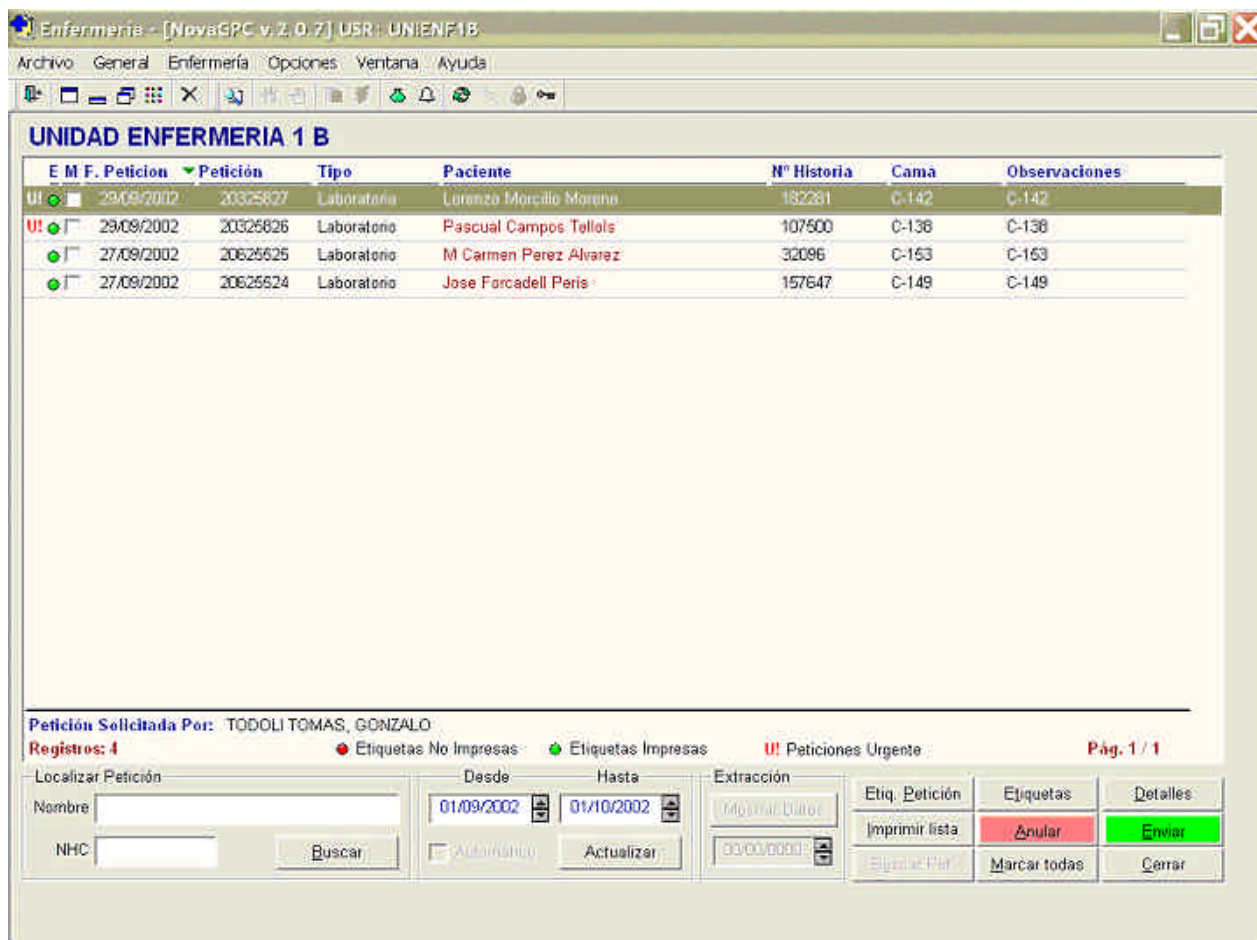 Enfermeria - [NovaGPC v.2.0.7] USR: UNIENF1B
Archivo General Enfermería Opciones Ventana Ayuda
UNIDAD ENFERMERIA 1 B
E M F. Peticion Petición Tipo Paciente Nº Historia Cama Observaciones
U! 29/09/2002 20325827 Laboratorio Lorenzo Morcillo Moreno 182281 C-142 C-142
U! 29/09/2002 20325826 Laboratorio Pascual Campos Tellols 107500 C-138 C-138
27/09/2002 20625525 Laboratorio M Carmen Perez Alvarez 32096 C-153 C-153
27/09/2002 20625524 Laboratorio Jose Forcadell Peris 157647 C-149 C-149
Petición Solicitada Por: TODOLI TOMAS, GONZALO
Registros: 4 Etiquetas No Impresas Etiquetas Impresas U! Peticiones Urgente Pág. 1 / 1
Localizar Petición Desde Hasta Extracción
Nombre 01/09/2002 01/10/2002 Mostrar Datos Etiq. Petición Etiquetas Detalles
Imprimir lista Anular Enviar
NHC Buscar Automático Actualizar 00/00/0000 Marcar todas Cerrar